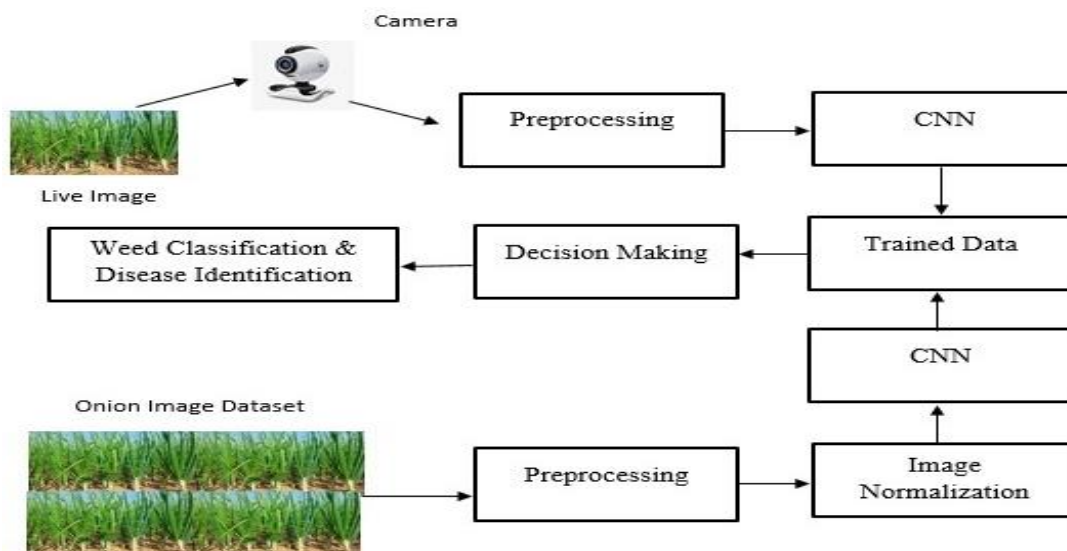 Camera
Preprocessing
CNN
Live Image
Weed Classification &
Disease Identification
Decision Making
Trained Data
CNN
Onion Image Dataset
Preprocessing
Image
Normalization